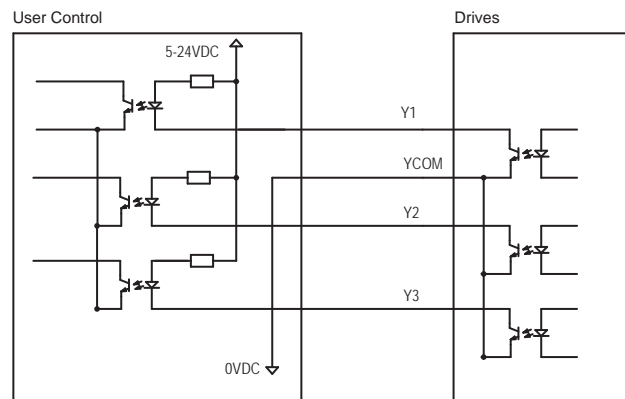 User Control
Drives
5-24VDC
Y1
YCOM
Y2
Y3
0VDC